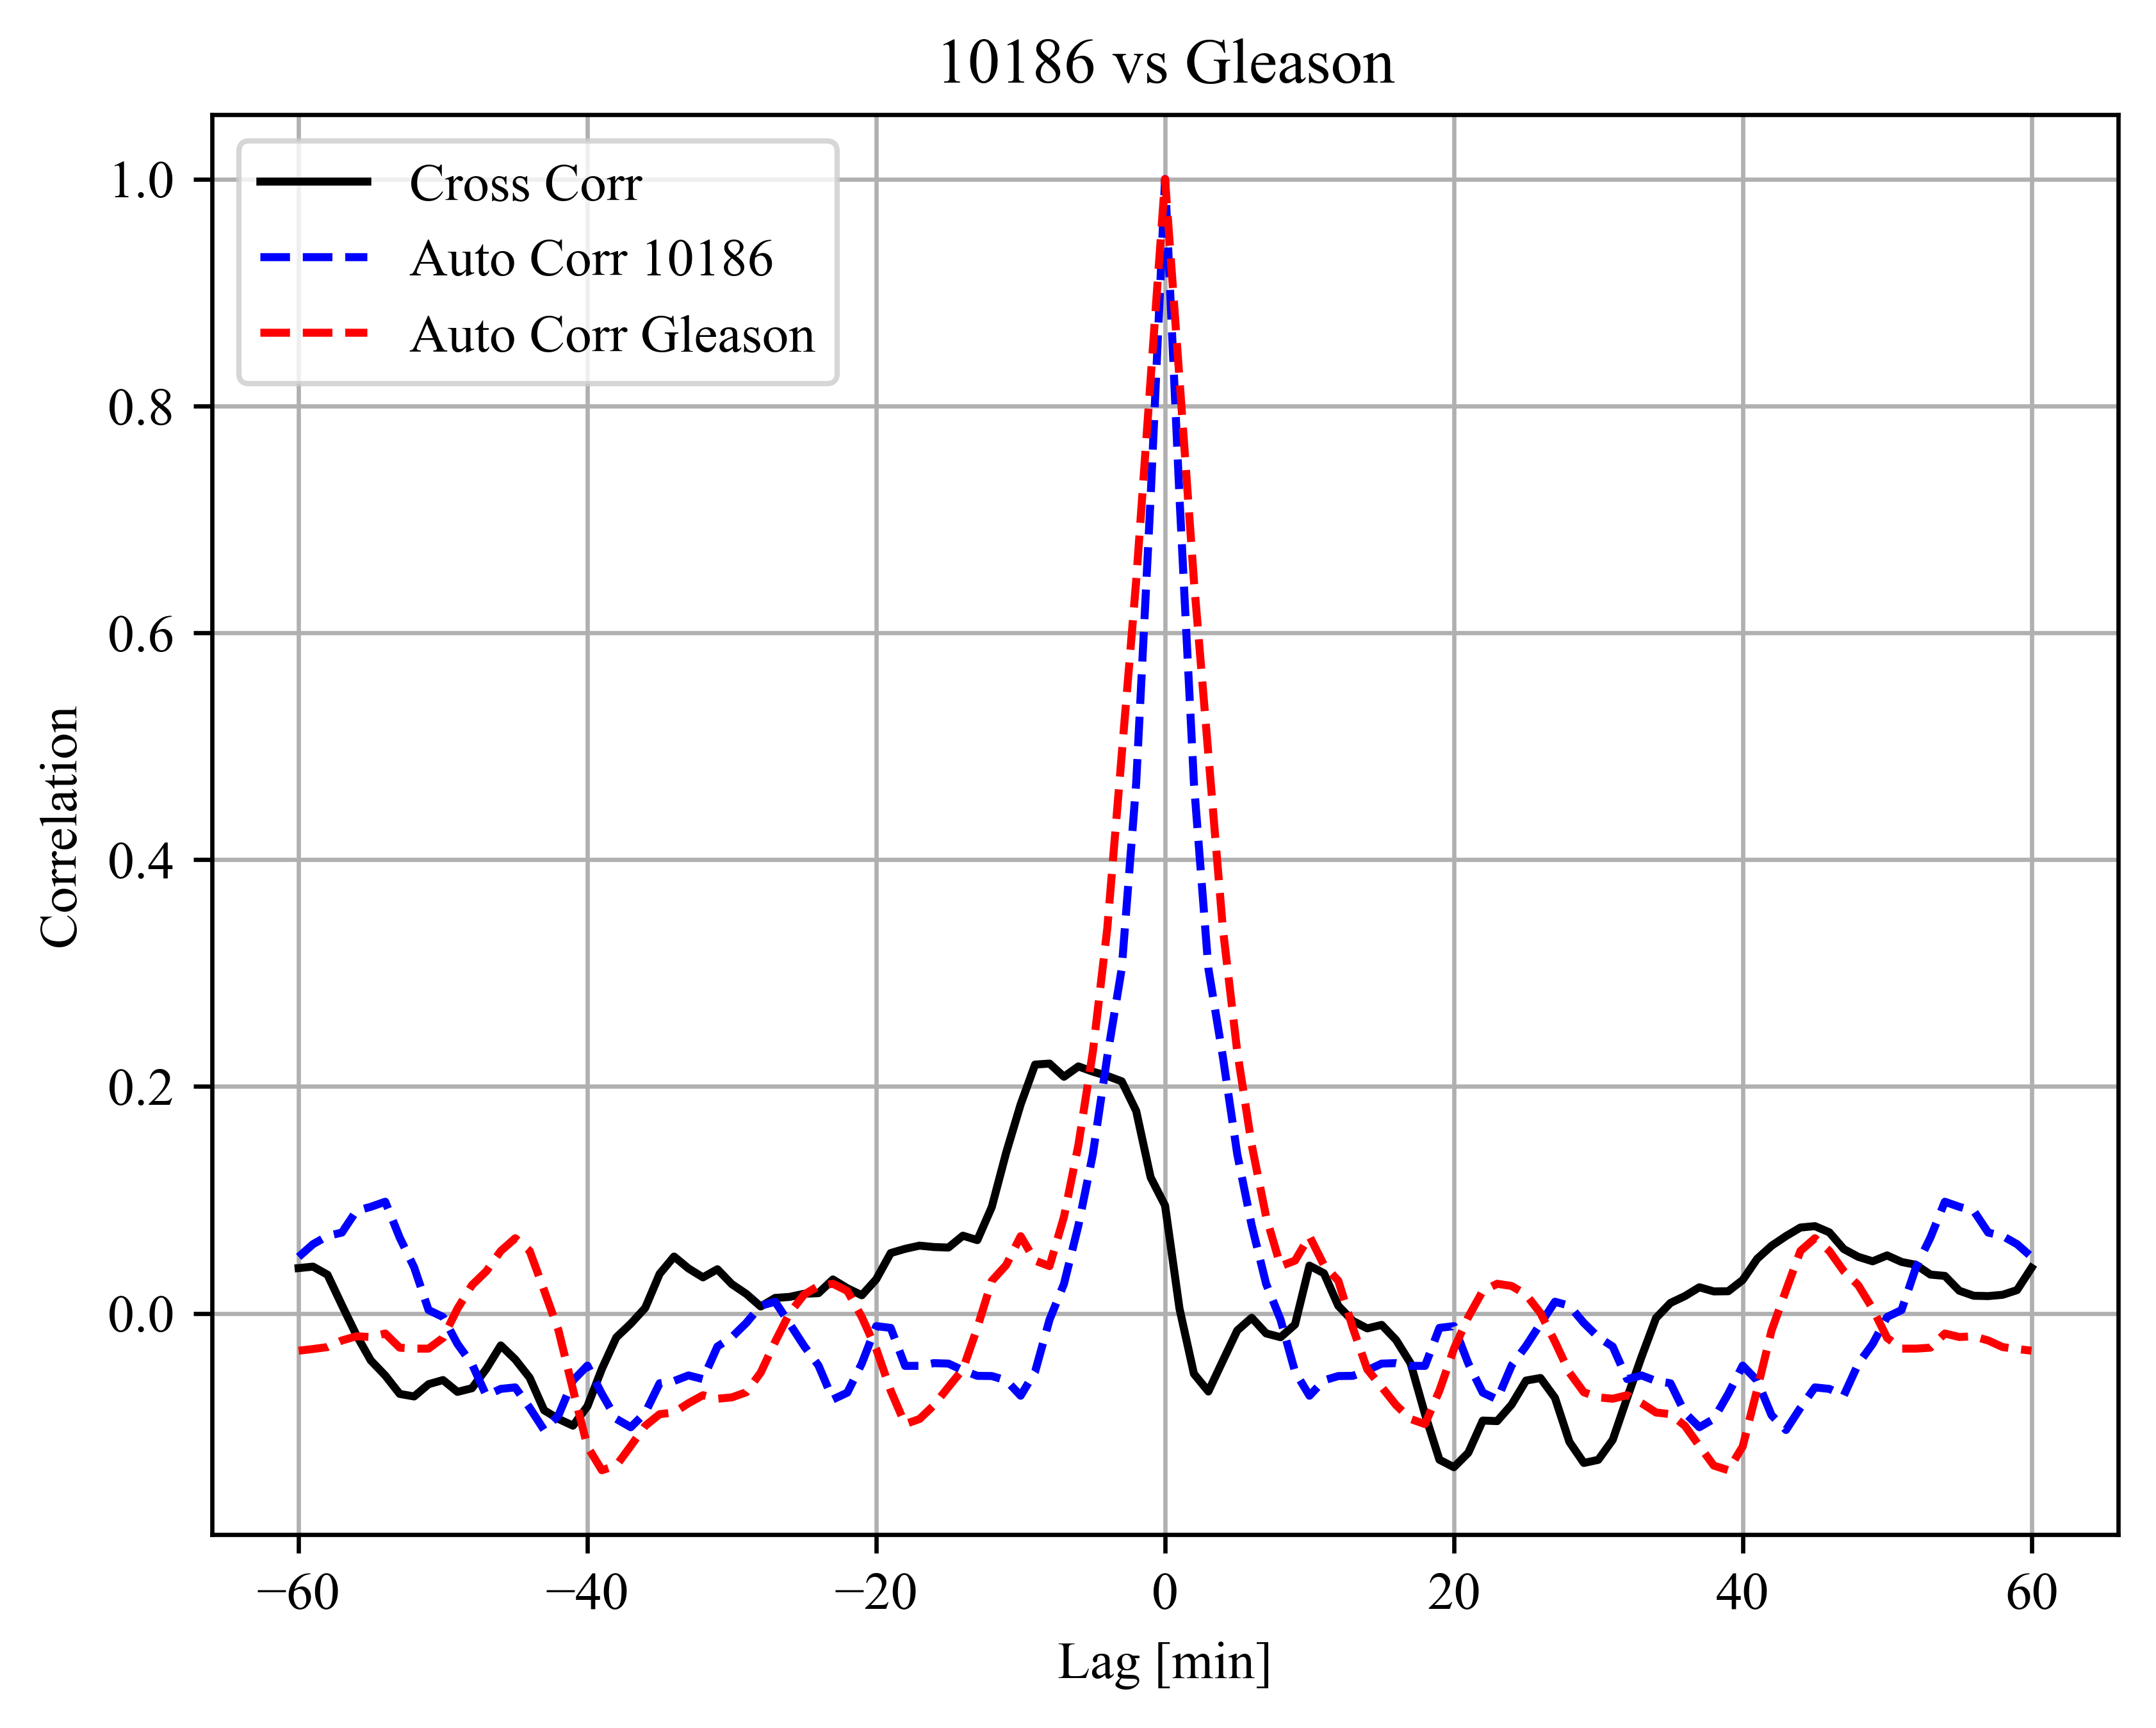 10186 vs Gleason
Cross Corr
Auto Corr 10186
Auto Corr Gleason
1.0
0.8
0.6
0.4
0.2
0.0
Correlation
−60 −40 −20 0 20 40 60
Lag [min]